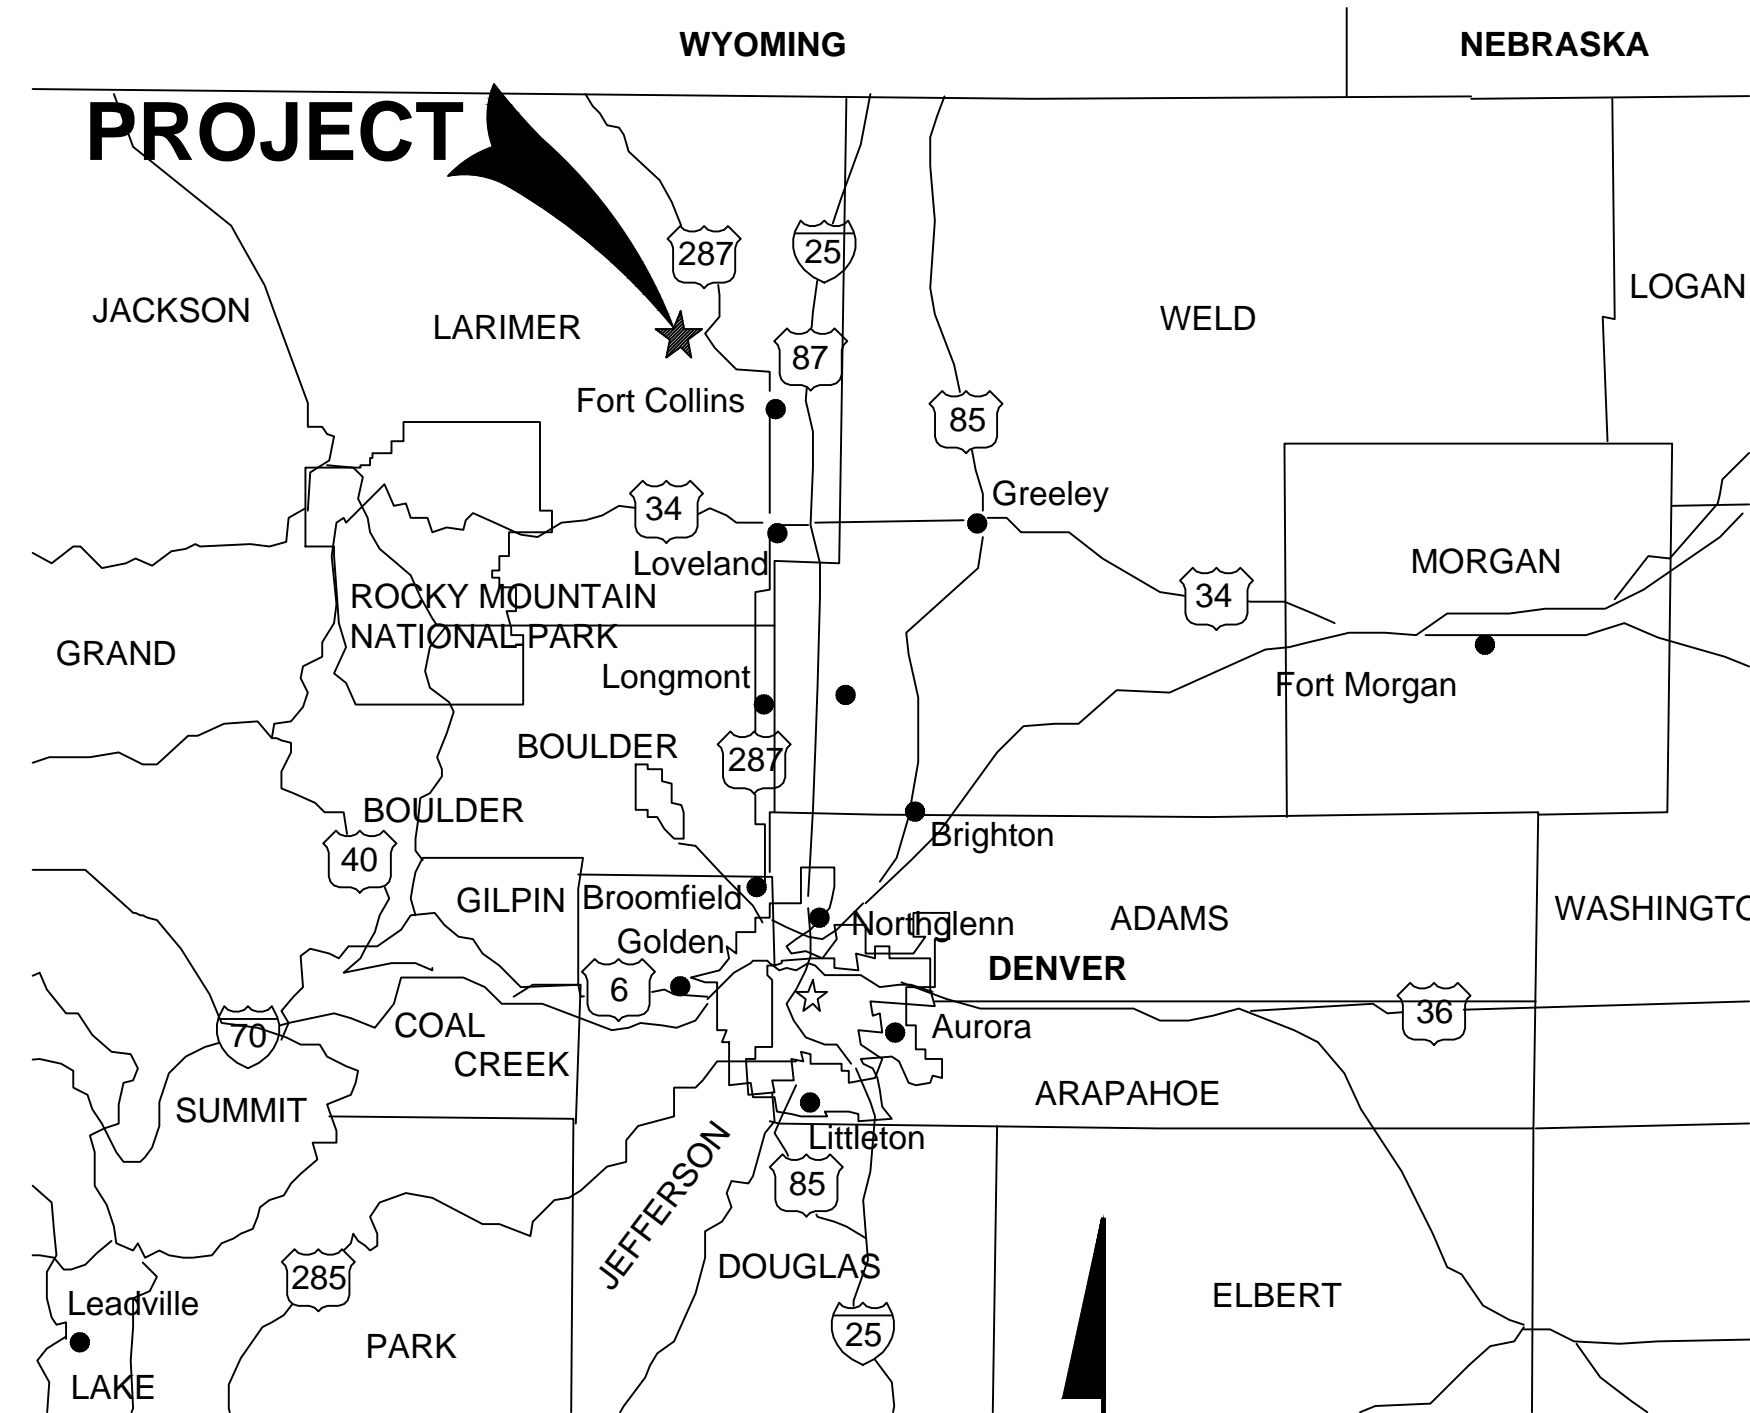 WYOMING
NEBRASKA
PROJECT
287
25
JACKSON
LARIMER
WELD
LOGAN
87
Fort Collins
85
Greeley
34
Loveland
MORGAN
ROCKY MOUNTAIN
NATIONAL PARK
34
GRAND
Longmont
Fort Morgan
BOULDER
287
BOULDER
Brighton
40
GILPIN
Broomfield
Northglenn
ADAMS
WASHINGTO
Golden
DENVER
6
36
70
COAL
CREEK
Aurora
SUMMIT
ARAPAHOE
JEFFERSON
Littleton
85
DOUGLAS
285
ELBERT
Leadville
25
PARK
LAKE